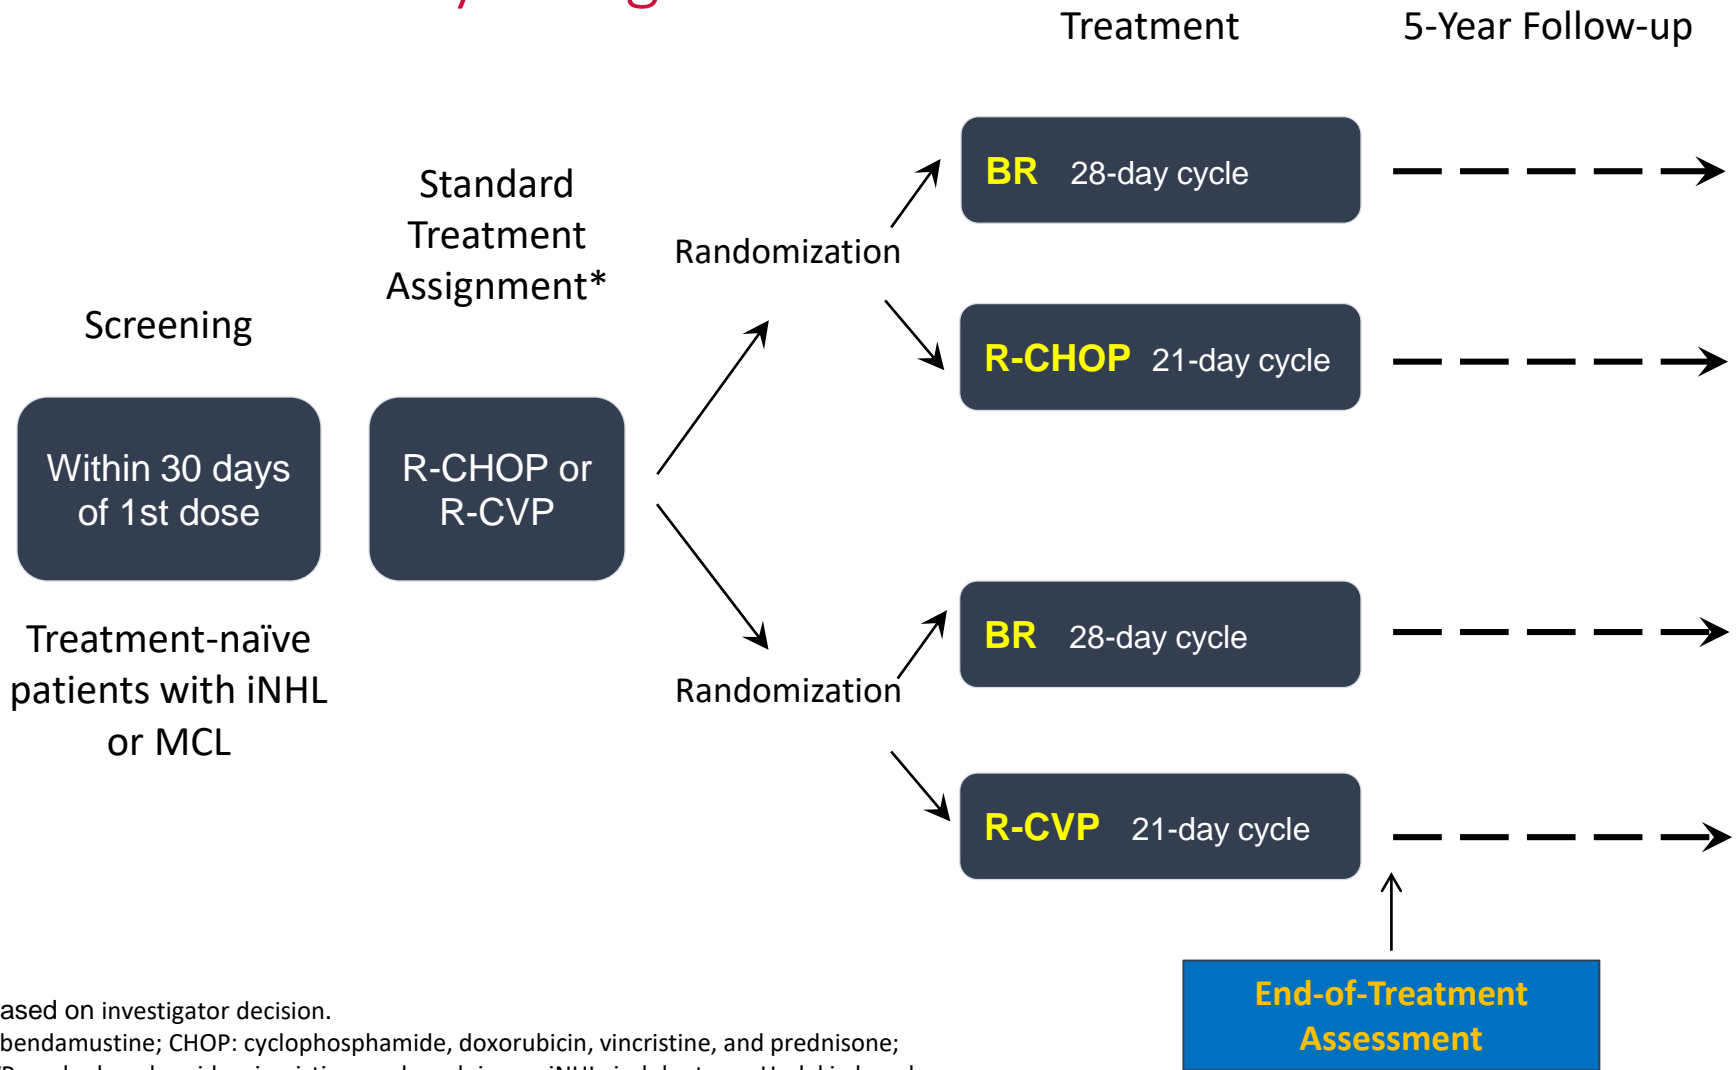 Treatment
5-Year Follow-up
BR 28-day cycle
Standard
Treatment
Assignment*
Randomization
Screening
R-CHOP 21-day cycle
Within 30 days
of 1st dose
R-CHOP or
R-CVP
Treatment-naïve
patients with iNHL
or MCL
BR 28-day cycle
Randomization
R-CVP 21-day cycle
End-of-Treatment
Assessment
ased on investigator decision.
bendamustine; CHOP: cyclophosphamide, doxorubicin, vincristine, and prednisone;